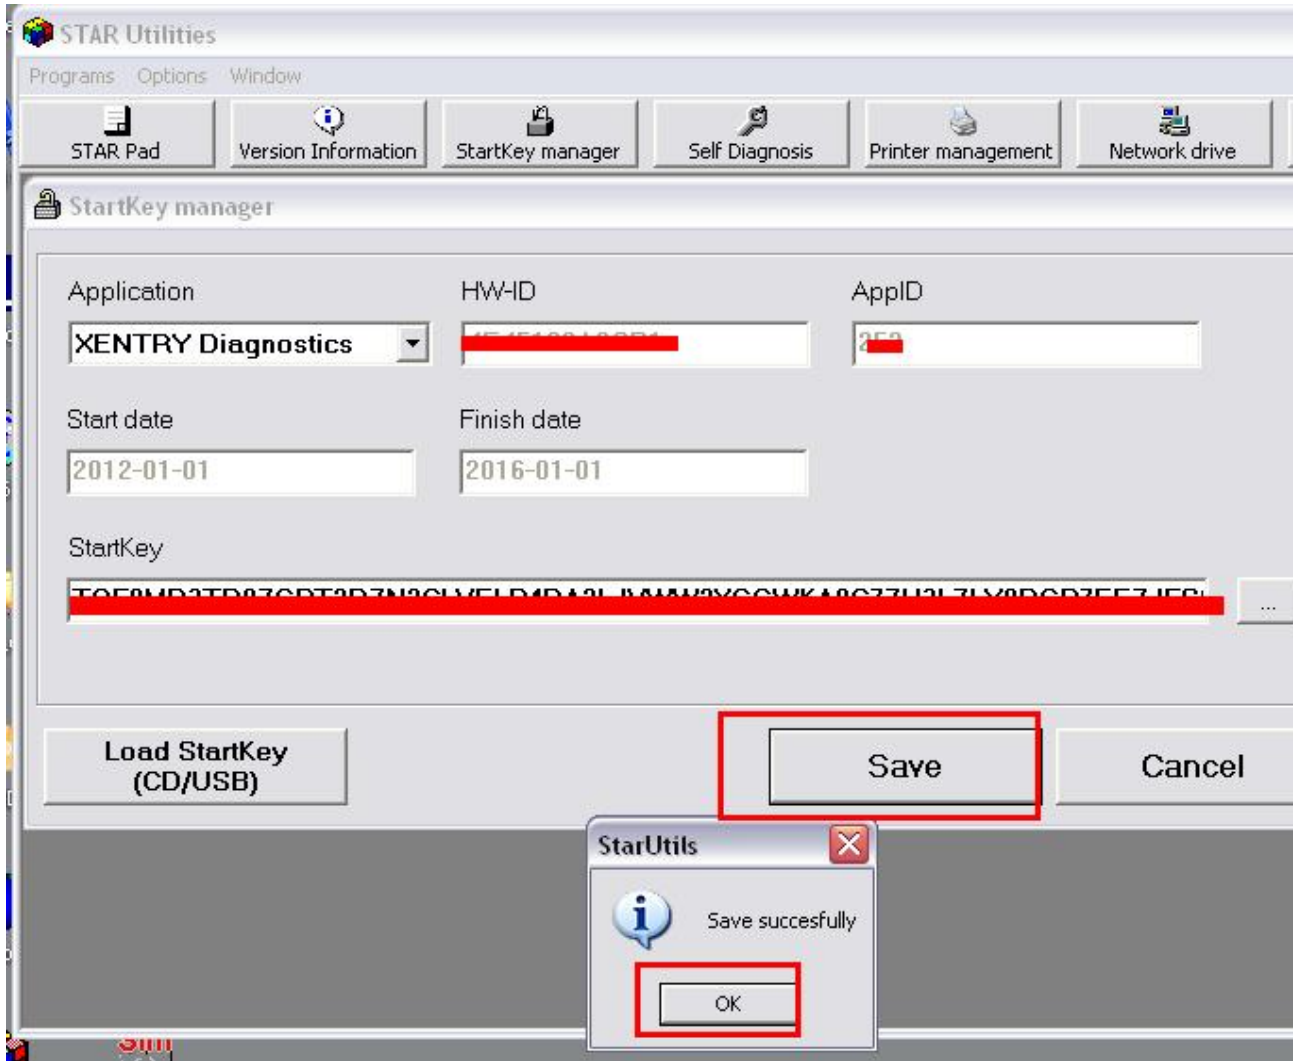 STAR Utilities
Programs Options Window
STAR Pad
Version Information
StartKey manager
Self Diagnosis
Printer management
Network drive
StartKey manager
Application HW-ID AppID
XENTRY Diagnostics
Start date Finish date
2012-01-01 2016-01-01
StartKey
...
Load StartKey
(CD/USB)
Save Cancel
StarUtils
Save succesfully
OK